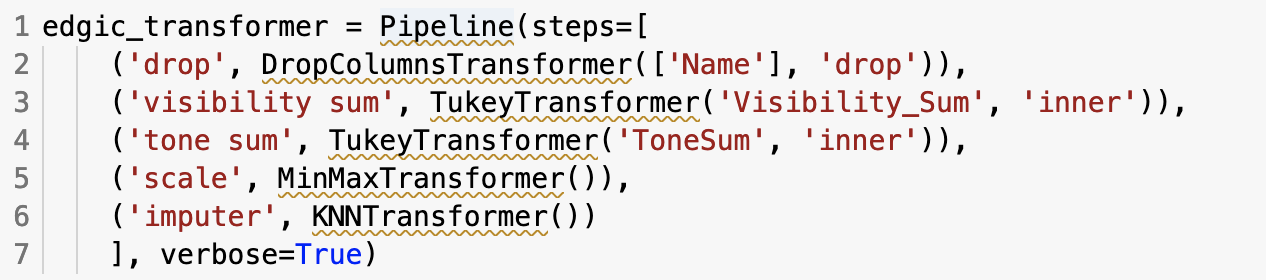 1 edgic_transformer = Pipeline(steps=[
2     ('drop', DropColumnsTransformer(['Name'], 'drop')),
3     ('visibility sum', TukeyTransformer('Visibility_Sum', 'inner')),
4     ('tone sum', TukeyTransformer('ToneSum', 'inner')),
5     ('scale', MinMaxTransformer()),
6     ('imputer', KNNTransformer())
7     ], verbose=True)